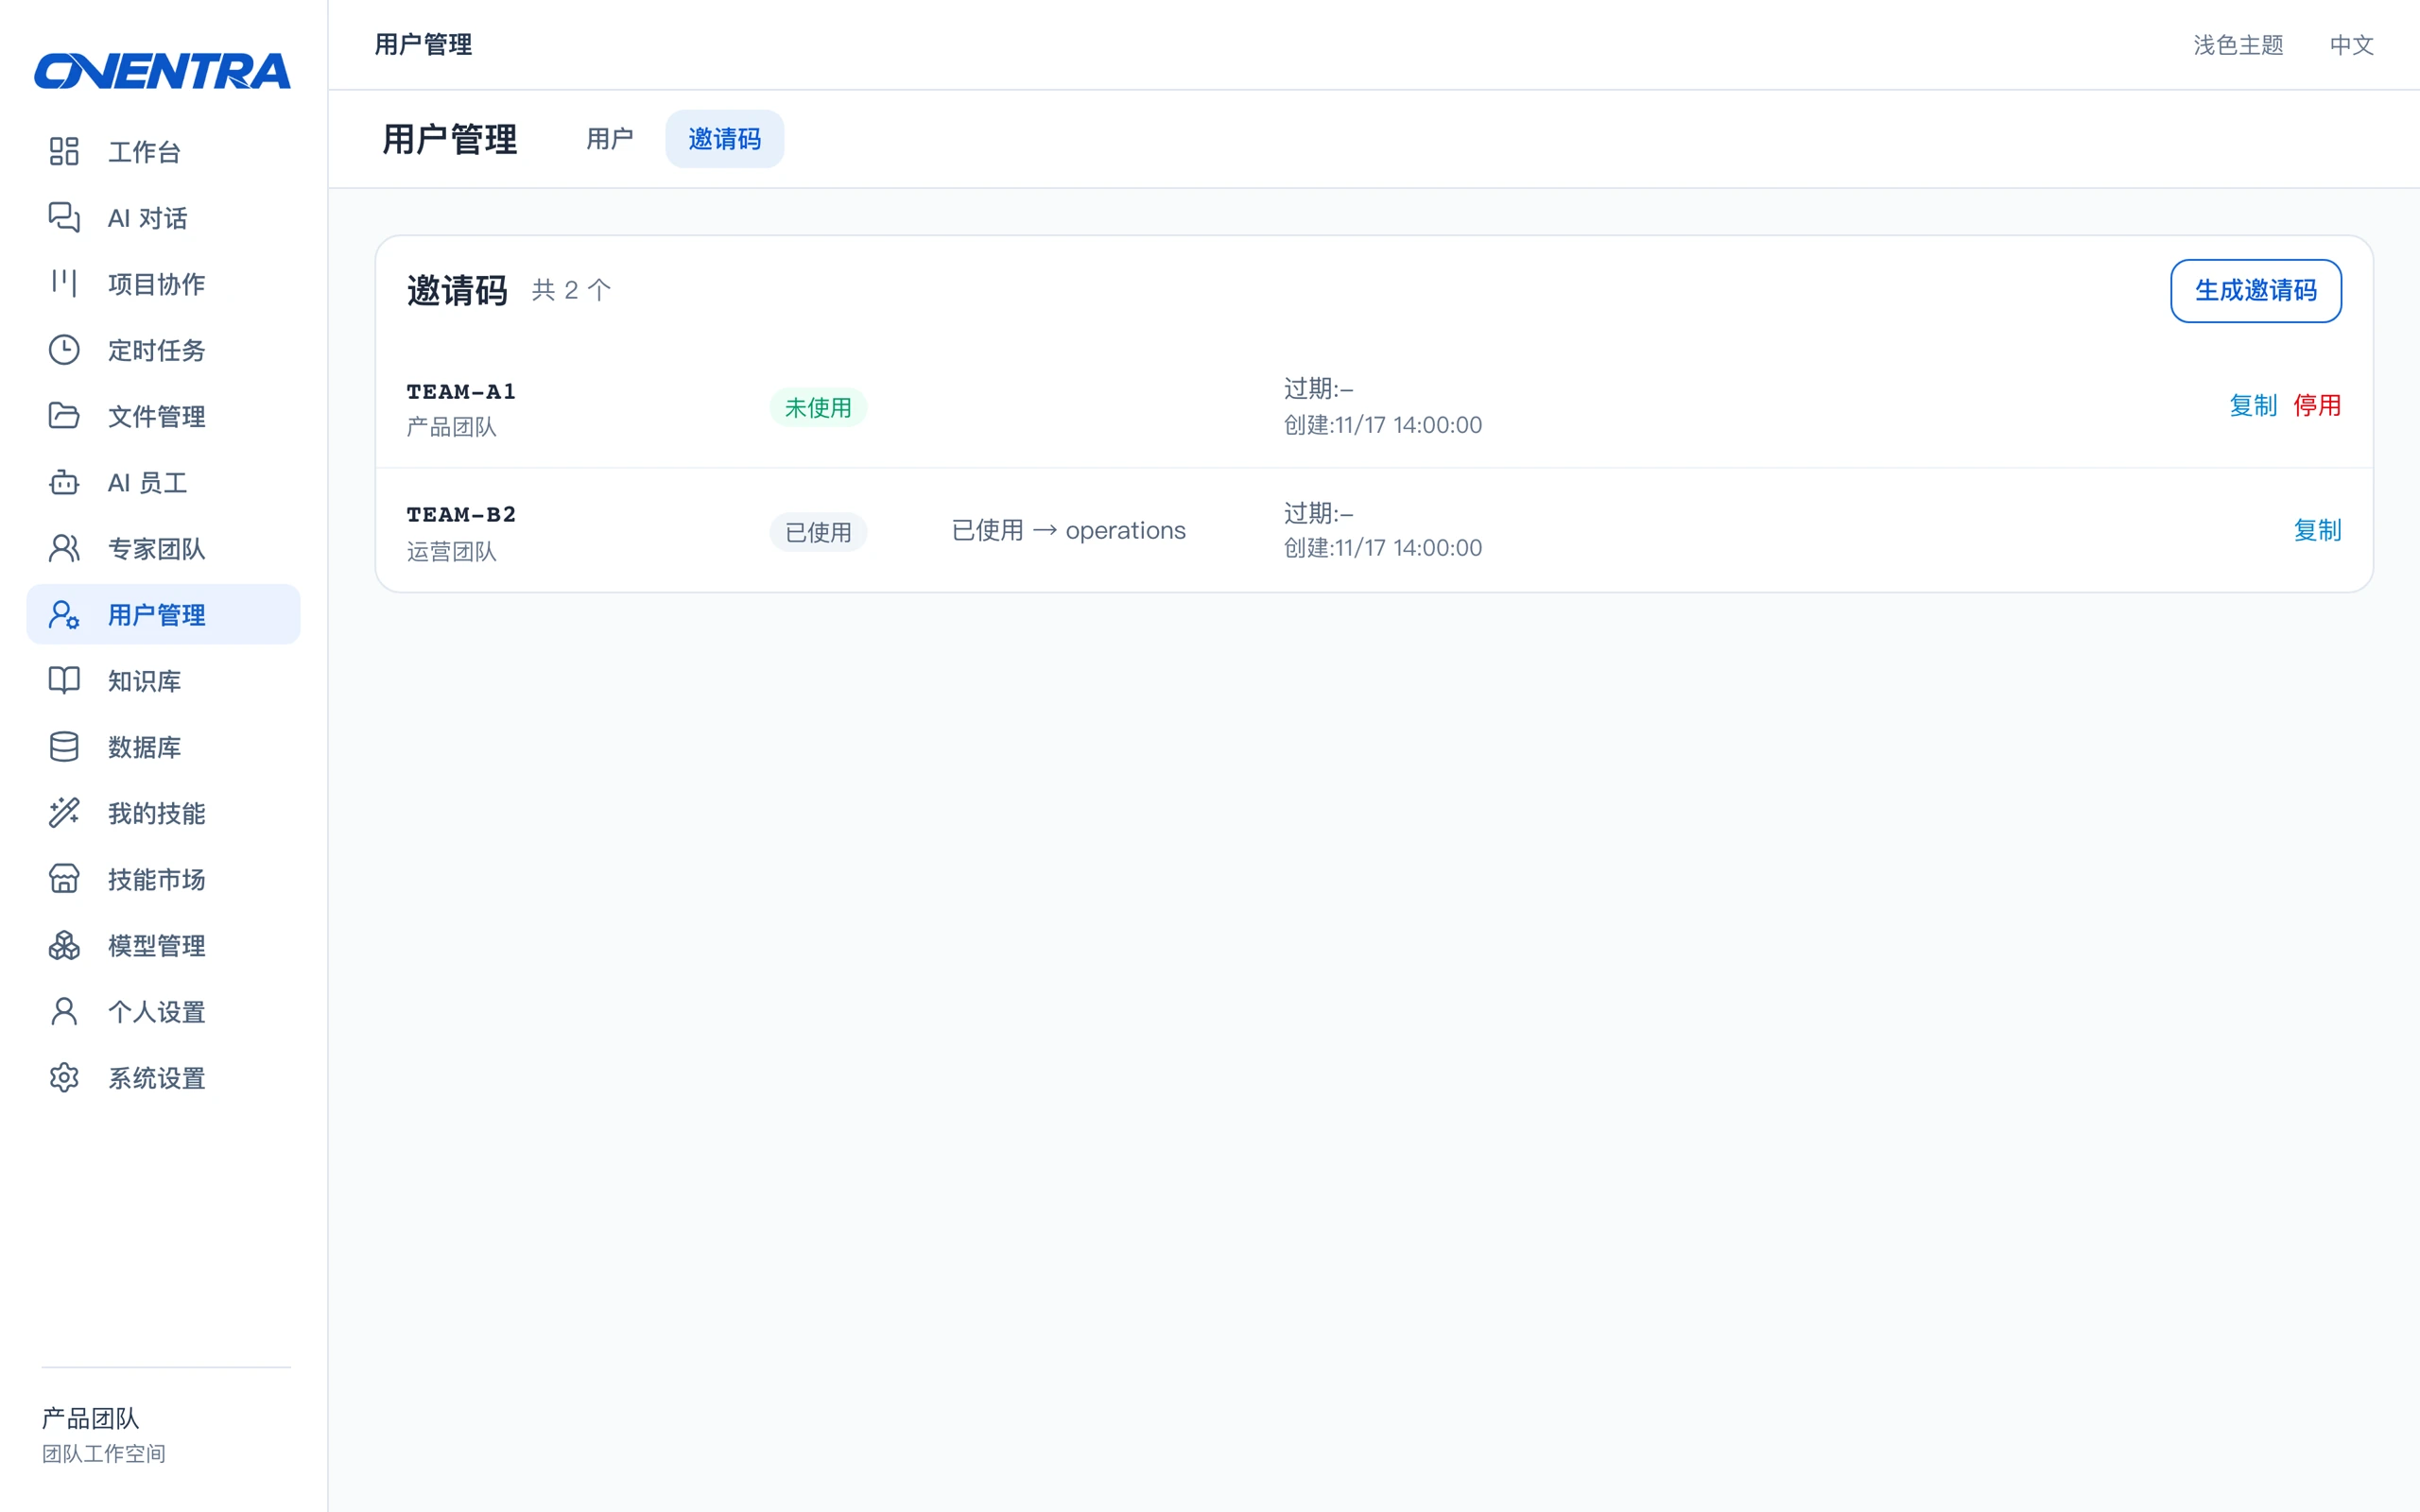 ONENTRA
工作台
AI 对话
项目协作
定时任务
文件管理
AI 员工
专家团队
用户管理
知识库
数据库
我的技能
技能市场
模型管理
个人设置
系统设置
产品团队
团队工作空间
用户管理
浅色主题 中文
用户管理 用户 邀请码
邀请码 共 2 个 生成邀请码
TEAM-A1
产品团队
未使用
过期:–
创建:11/17 14:00:00
复制 停用
TEAM-B2
运营团队
已使用
已使用 → operations
过期:–
创建:11/17 14:00:00
复制